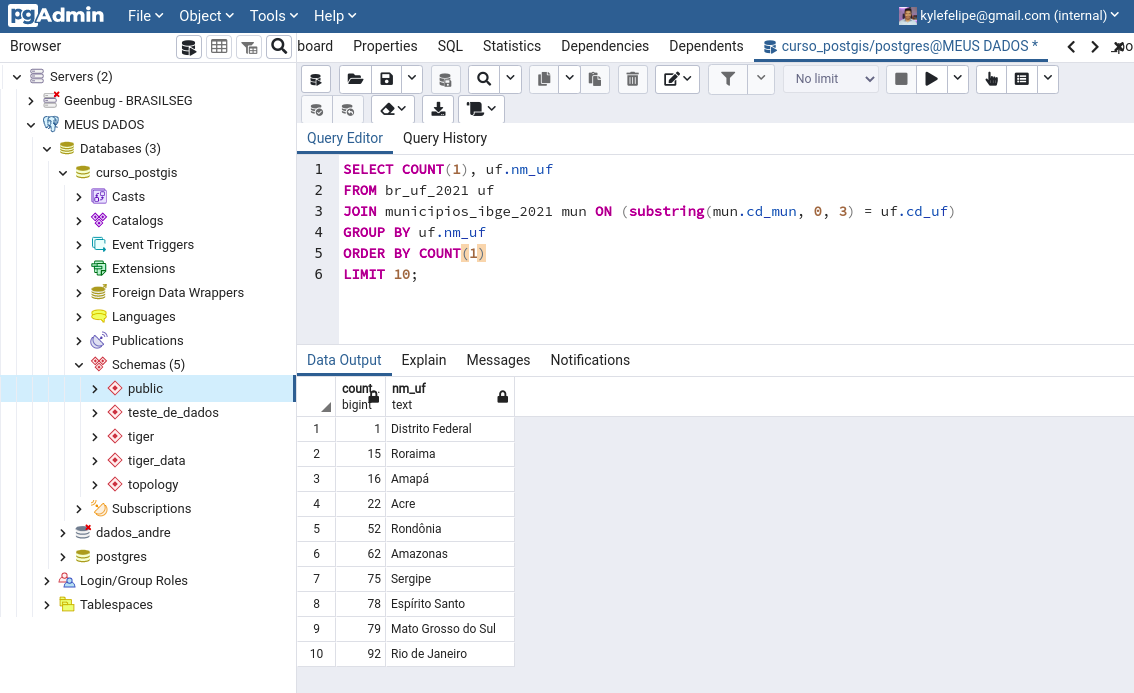 pgAdmin File Object Tools Help kylefelipe@gmail.com (internal)
Browser
board Properties SQL Statistics Dependencies Dependents curso_postgis/postgres@MEUS DADOS *
Servers (2)
Geenbug - BRASILSEG
MEUS DADOS
Databases (3)
curso_postgis
Casts
Catalogs
Event Triggers
Extensions
Foreign Data Wrappers
Languages
Publications
Schemas (5)
public
teste_de_dados
tiger
tiger_data
topology
Subscriptions
dados_andre
postgres
Login/Group Roles
Tablespaces
No limit
Query Editor Query History
1 SELECT COUNT(1), uf.nm_uf
2 FROM br_uf_2021 uf
3 JOIN municipios_ibge_2021 mun ON (substring(mun.cd_mun, 0, 3) = uf.cd_uf)
4 GROUP BY uf.nm_uf
5 ORDER BY COUNT(1)
6 LIMIT 10;
Data Output Explain Messages Notifications
count nm_uf
bigint text
1 1 Distrito Federal
2 15 Roraima
3 16 Amapá
4 22 Acre
5 52 Rondônia
6 62 Amazonas
7 75 Sergipe
8 78 Espírito Santo
9 79 Mato Grosso do Sul
10 92 Rio de Janeiro